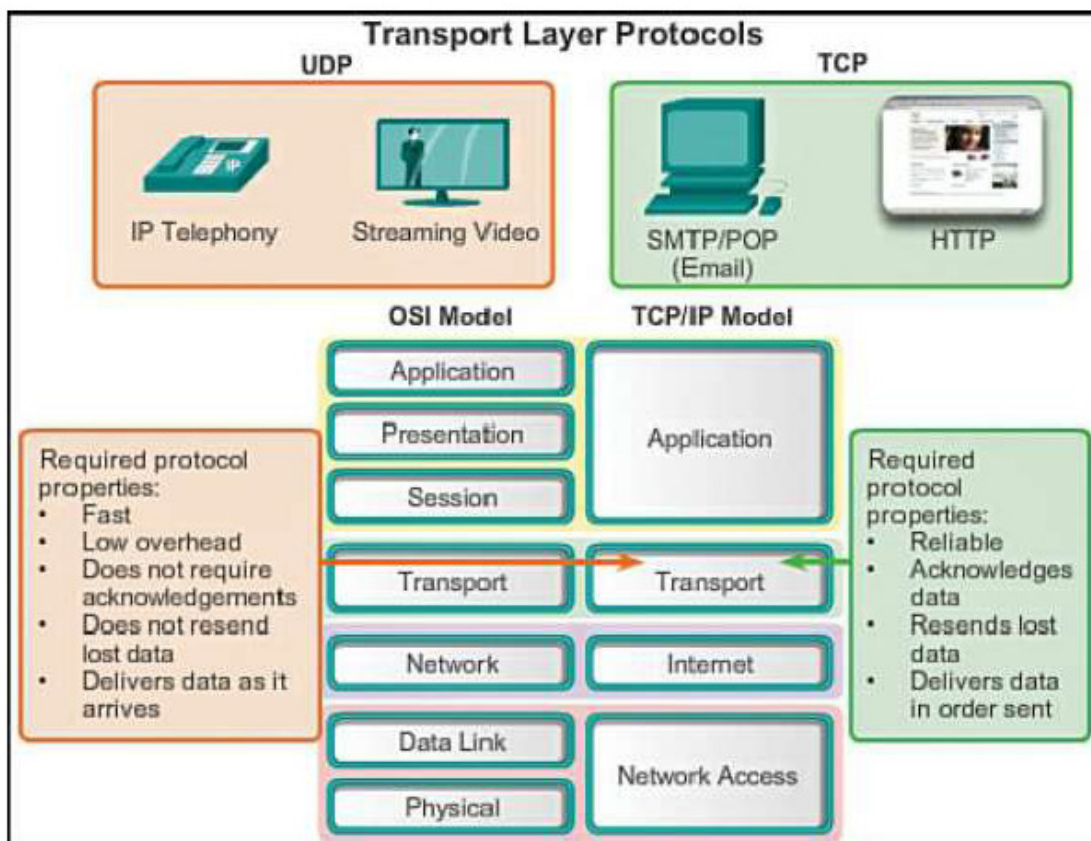 Transport Layer Protocols
UDP
TCP
IP
IP Telephony
Streaming Video
SMTP/POP
(Email)
HTTP
OSI Model
TCP/IP Model
Application
Presentation
Session
Transport
Network
Data Link
Physical
Application
Transport
Internet
Network Access
Required protocol
properties:
• Fast
• Low overhead
• Does not require
acknowledgements
• Does not resend
lost data
• Delivers data as it
arrives
Required
protocol
properties:
• Reliable
• Acknowledges
data
• Resends lost
data
• Delivers data
in order sent